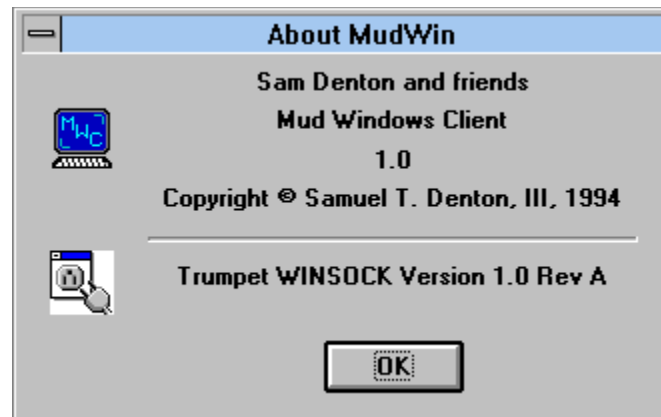 About MudWin
Sam Denton and friends
MWC
Mud Windows Client
1.0
Copyright © Samuel T. Denton, III, 1994
Trumpet WINSOCK Version 1.0 Rev A
OK